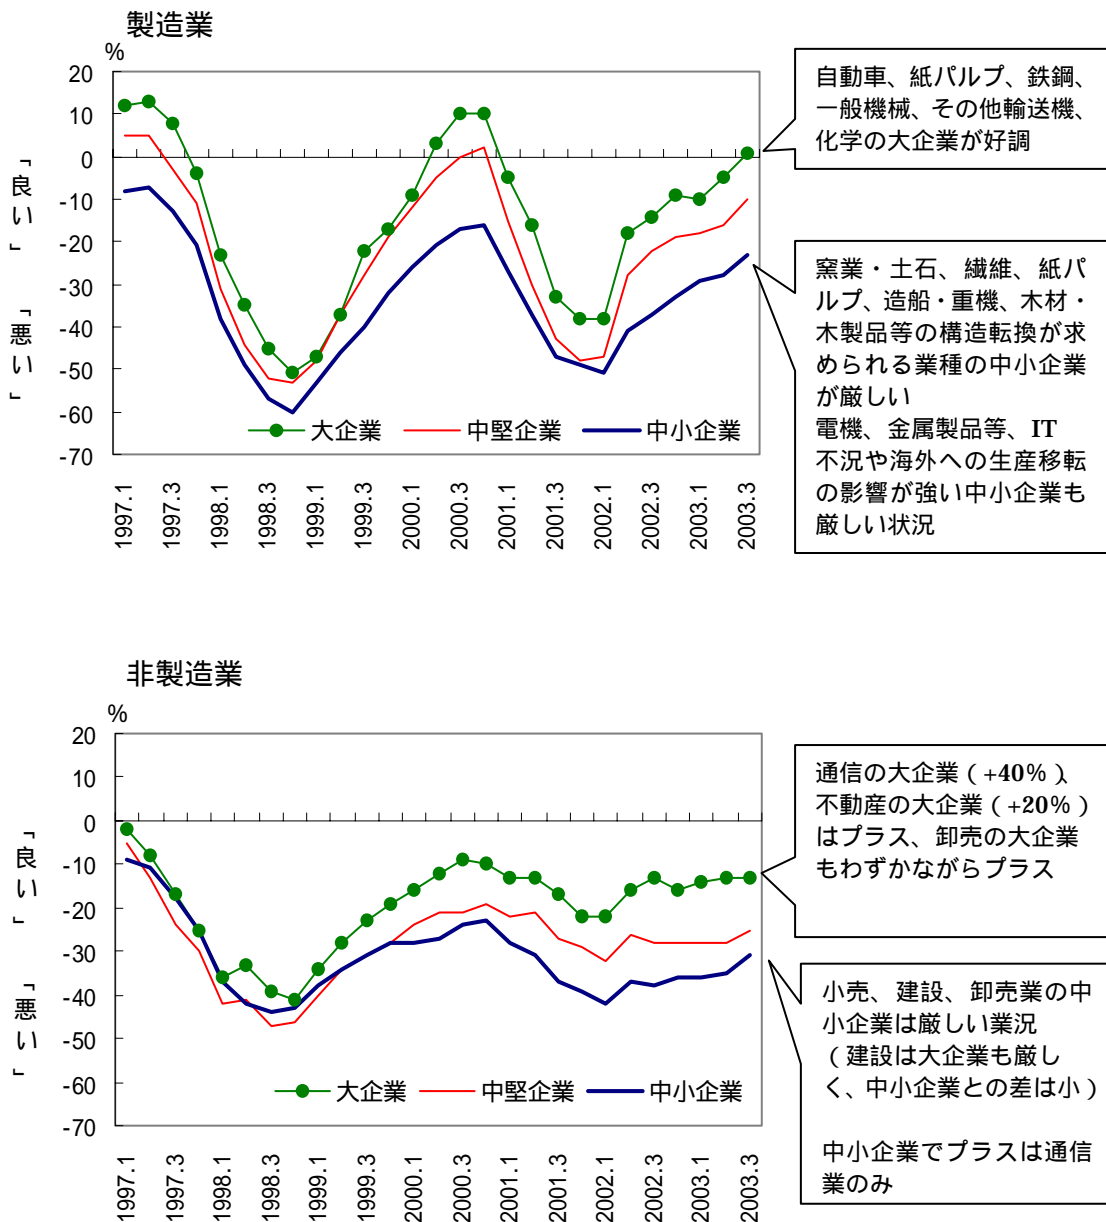 製造業
%
20
10
0
-10
-20
-30
-40
-50
-60
-70
「良い」
「悪い」
大企業 中堅企業 中小企業
1997.1 1997.3 1998.1 1998.3 1999.1 1999.3 2000.1 2000.3 2001.1 2001.3 2002.1 2002.3 2003.1 2003.3
自動車、紙パルプ、鉄鋼、
一般機械、その他輸送機、
化学の大企業が好調
窯業・土石、繊維、紙パ
ルプ、造船・重機、木材・
木製品等の構造転換が求
められる業種の中小企業
が厳しい
電機、金属製品等、IT
不況や海外への生産移転
の影響が強い中小企業も
厳しい状況
非製造業
%
20
10
0
-10
-20
-30
-40
-50
-60
-70
「良い」
「悪い」
大企業 中堅企業 中小企業
1997.1 1997.3 1998.1 1998.3 1999.1 1999.3 2000.1 2000.3 2001.1 2001.3 2002.1 2002.3 2003.1 2003.3
通信の大企業(+40%)、
不動産の大企業(+20%)
はプラス、卸売の大企業
もわずかながらプラス
小売、建設、卸売業の中
小企業は厳しい業況
(建設は大企業も厳し
く、中小企業との差は小)
中小企業でプラスは通信
業のみ